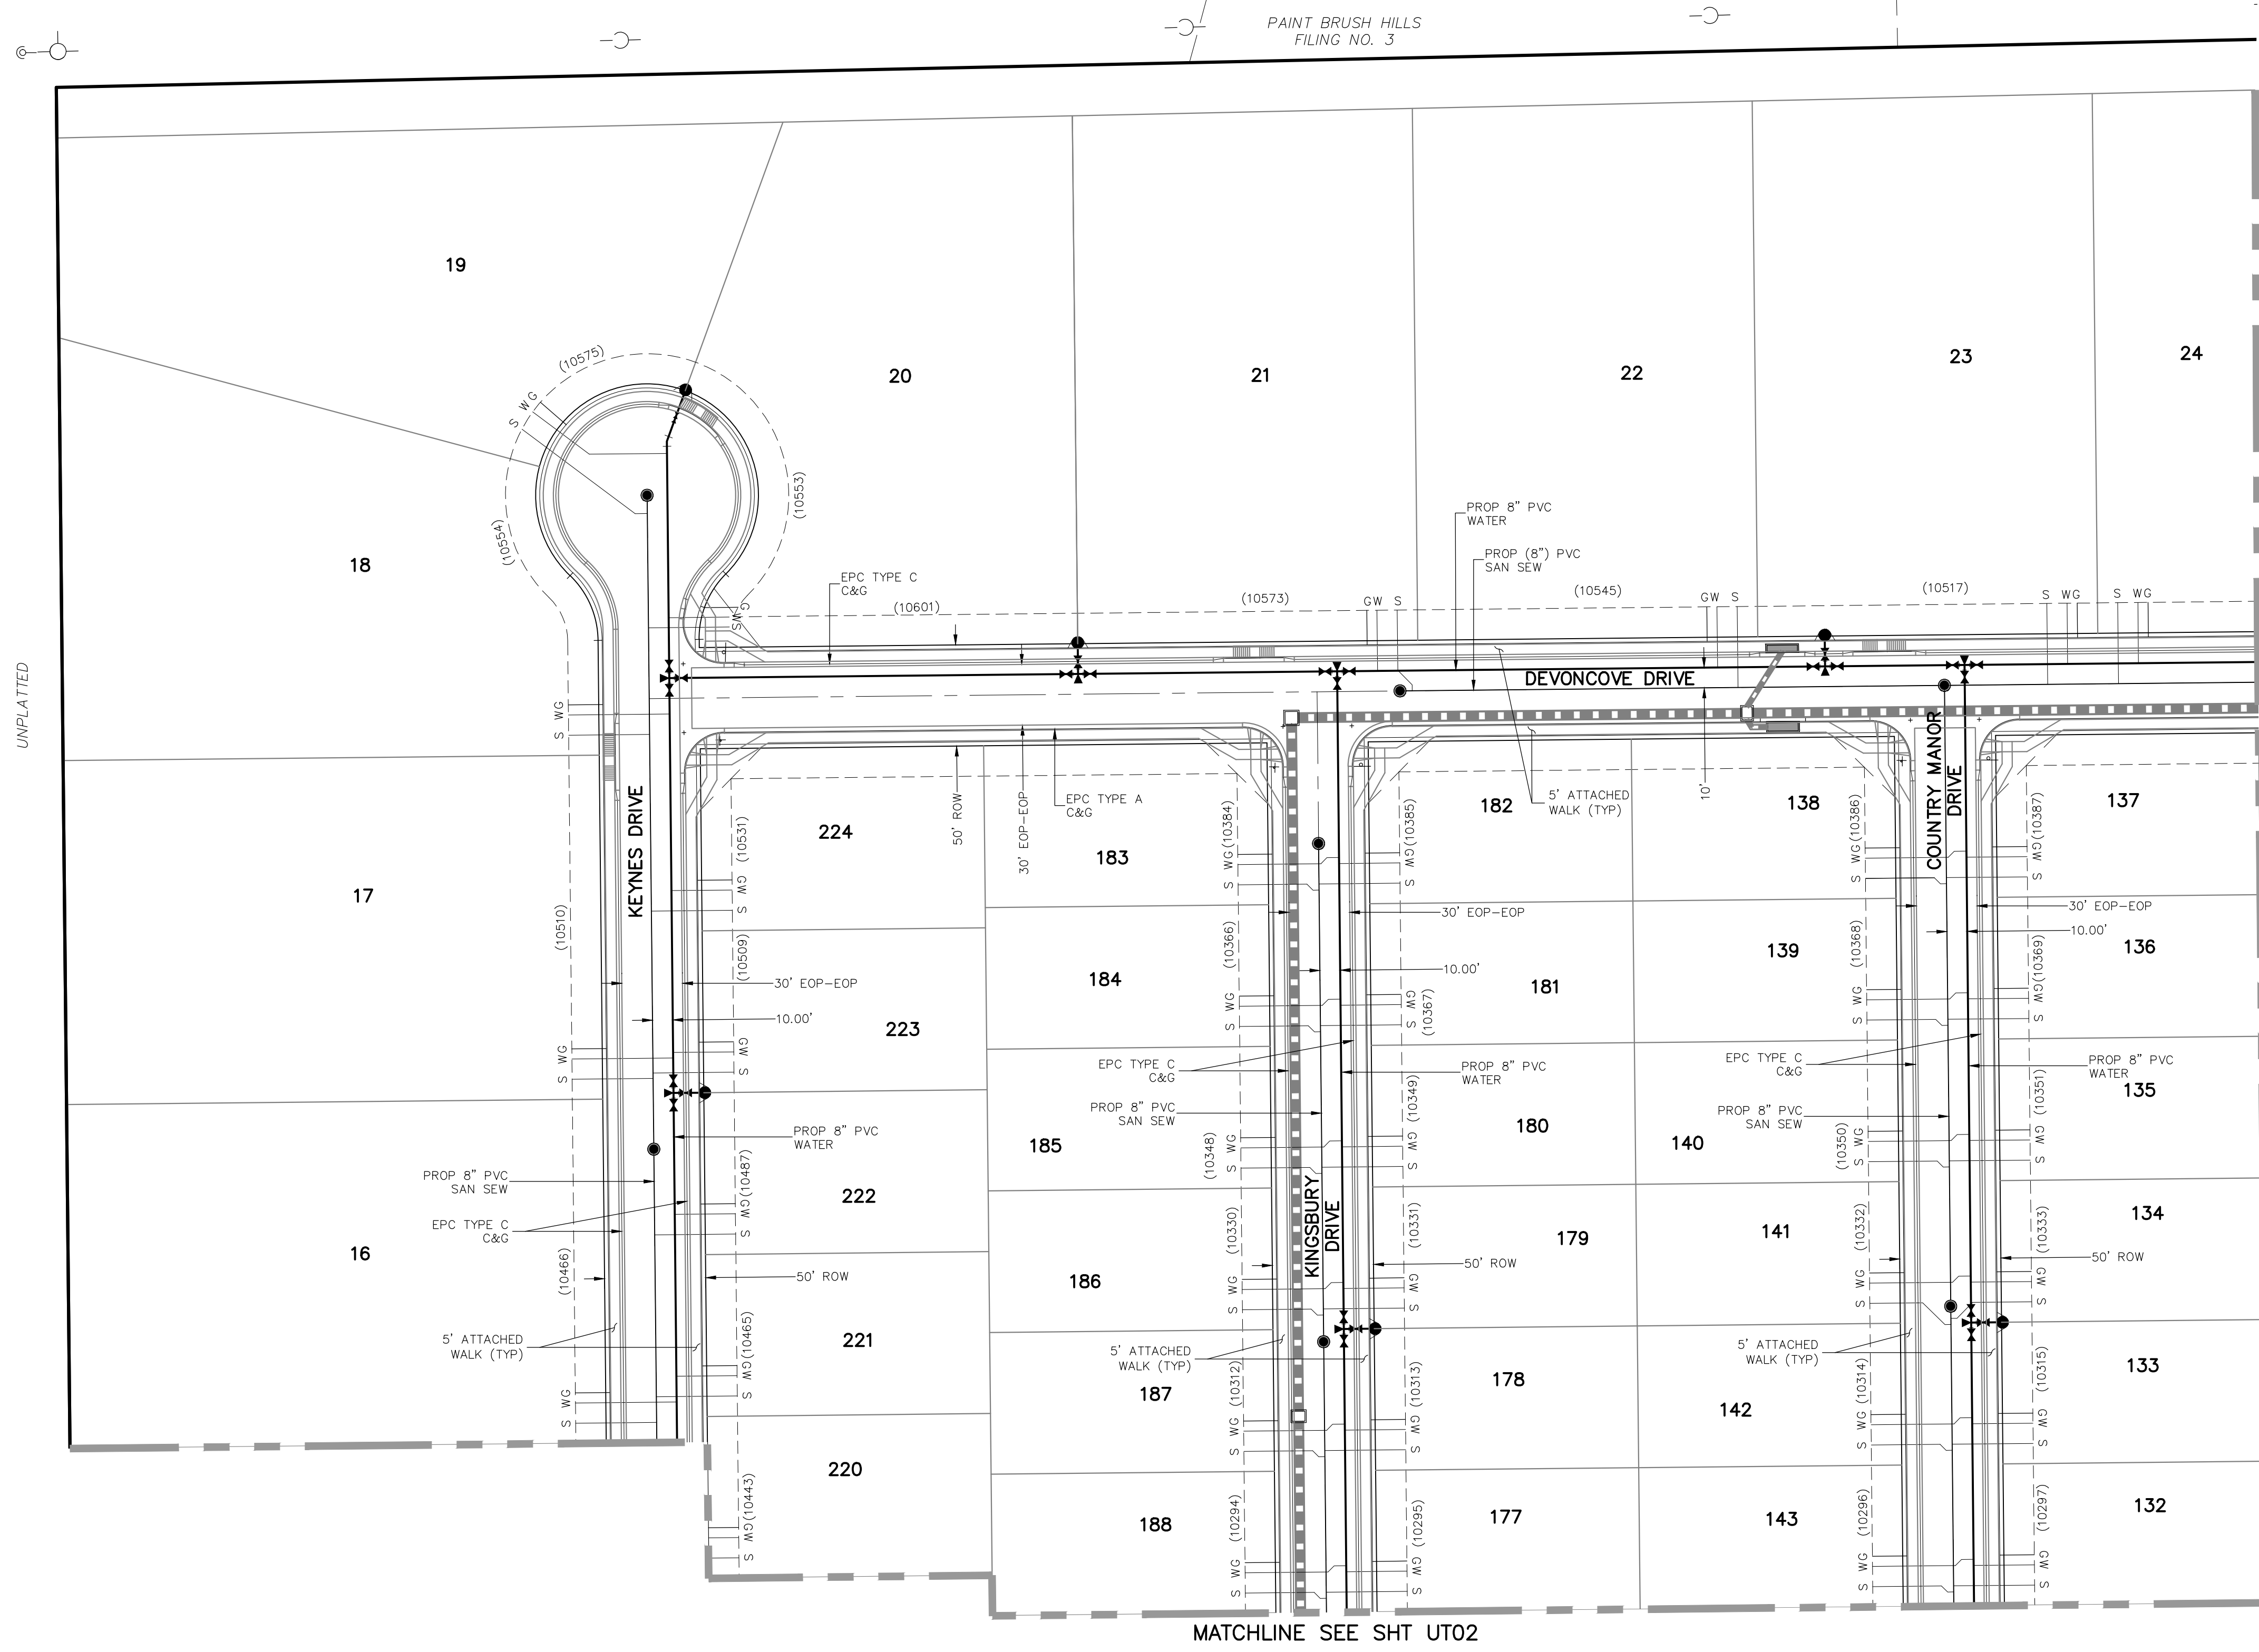 PAINT BRUSH HILLS
FILING NO. 3
UNPLATTED
19
20
21
22
23
24
18
17
16
(10575)
S WG
(10554)
(10553)
GWS
EPC TYPE C
C&G
(10601)
(10573)
GW S
(10545)
GW S
(10517)
S WG
S WG
PROP 8" PVC
WATER
PROP (8") PVC
SAN SEW
DEVONCOVE DRIVE
10'
5' ATTACHED
WALK (TYP)
50' ROW
30' EOP-EOP
EPC TYPE A
C&G
KEYNES DRIVE
S WG
(10510)
S WG
(10466)
S WG
(10531)
GW S
(10509)
GW S
(10487)
GW S
(10465)
GW S
(10443)
GW S
30' EOP-EOP
10.00'
PROP 8" PVC
WATER
PROP 8" PVC
SAN SEW
EPC TYPE C
C&G
50' ROW
5' ATTACHED
WALK (TYP)
224
223
222
221
220
183
184
185
186
187
188
(10384)
S WG
(10366)
S WG
(10348)
S WG
(10330)
S WG
(10312)
S WG
(10294)
S WG
KINGSBURY
DRIVE
(10385)
GW S
(10367)
GW S
(10349)
GW S
(10331)
GW S
(10313)
GW S
(10295)
GW S
30' EOP-EOP
10.00'
EPC TYPE C
C&G
PROP 8" PVC
WATER
PROP 8" PVC
SAN SEW
50' ROW
5' ATTACHED
WALK (TYP)
182
181
180
179
178
177
138
139
140
141
142
143
(10386)
S WG
(10368)
S WG
(10350)
S WG
(10332)
S WG
(10314)
S WG
(10296)
S WG
COUNTRY MANOR
DRIVE
(10387)
GW S
(10369)
GW S
(10351)
GW S
(10333)
GW S
(10315)
GW S
(10297)
GW S
30' EOP-EOP
10.00'
EPC TYPE C
C&G
PROP 8" PVC
WATER
PROP 8" PVC
SAN SEW
50' ROW
5' ATTACHED
WALK (TYP)
137
136
135
134
133
132
MATCHLINE SEE SHT UT02